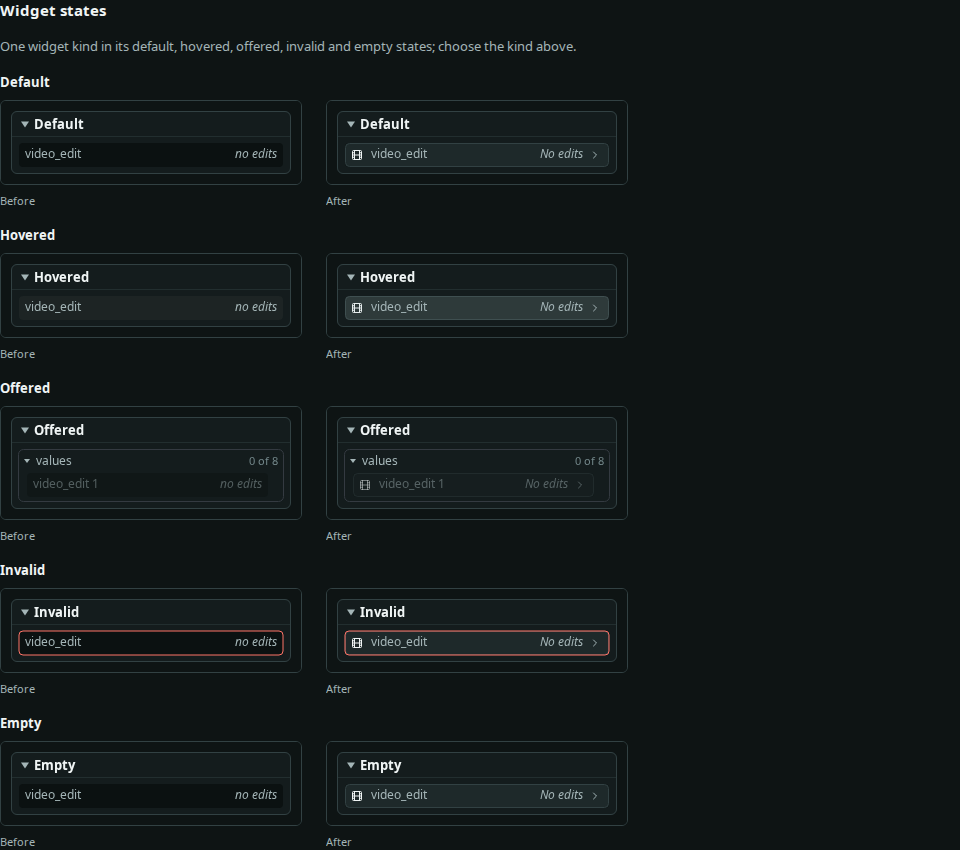 Widget states
One widget kind in its default, hovered, offered, invalid and empty states; choose the kind above.
Default
Default
video_edit no edits
Default
video_edit No edits
Before
After
Hovered
Hovered
video_edit no edits
Hovered
video_edit No edits
Before
After
Offered
Offered
values 0 of 8
video_edit 1 no edits
Offered
values 0 of 8
video_edit 1 No edits
Before
After
Invalid
Invalid
video_edit no edits
Invalid
video_edit No edits
Before
After
Empty
Empty
video_edit no edits
Empty
video_edit No edits
Before
After